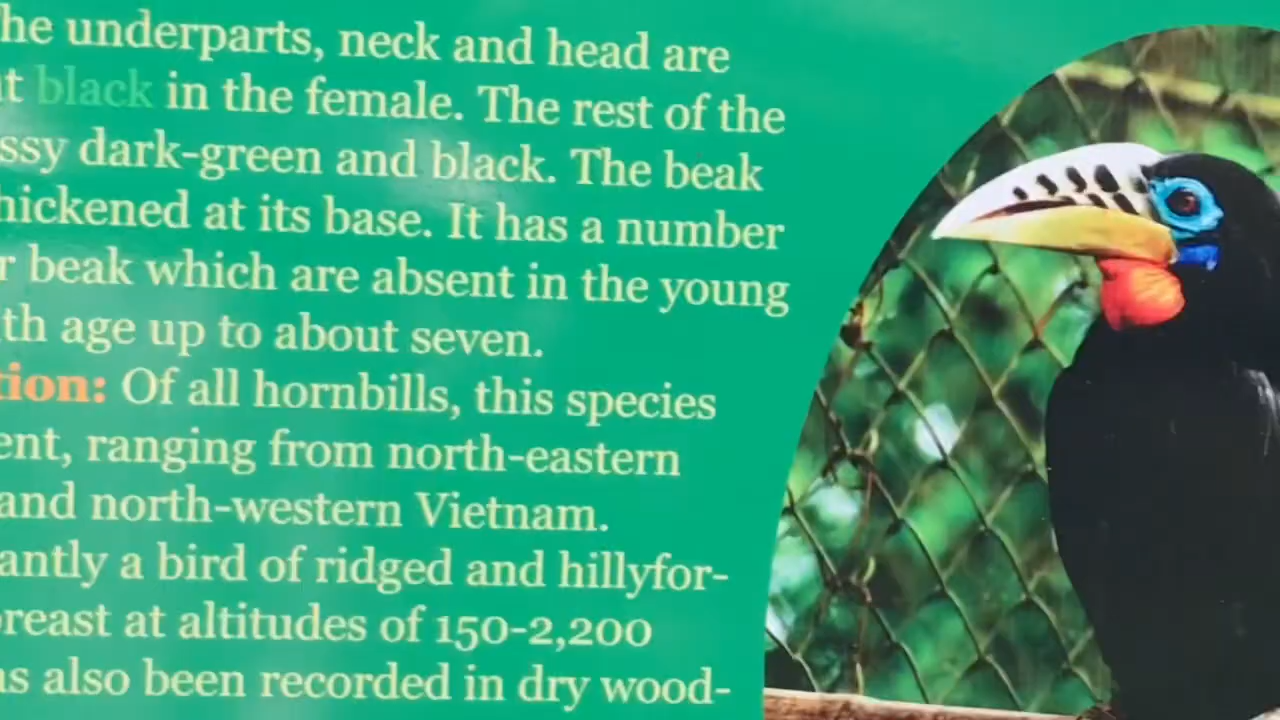 he underparts, neck and head are
t black in the female. The rest of the
ssy dark-green and black. The beak
hickened at its base. It has a number
r beak which are absent in the young
th age up to about seven.
tion: Of all hornbills, this species
ent, ranging from north-eastern
and north-western Vietnam.
antly a bird of ridged and hillyfor-
reast at altitudes of 150-2,200
as also been recorded in dry wood-